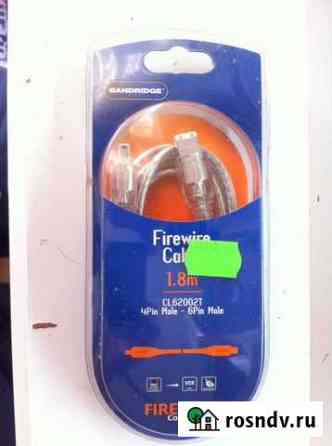 BANDRIDGE
Firewire
1.8m
CL62002T
4Pin Male - 6Pin Male
FIRE
rosndv.ru